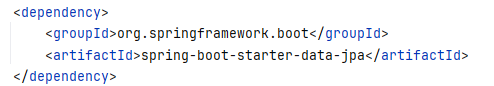 <dependency>
    <groupId>org.springframework.boot</groupId>
    <artifactId>spring-boot-starter-data-jpa</artifactId>
</dependency>